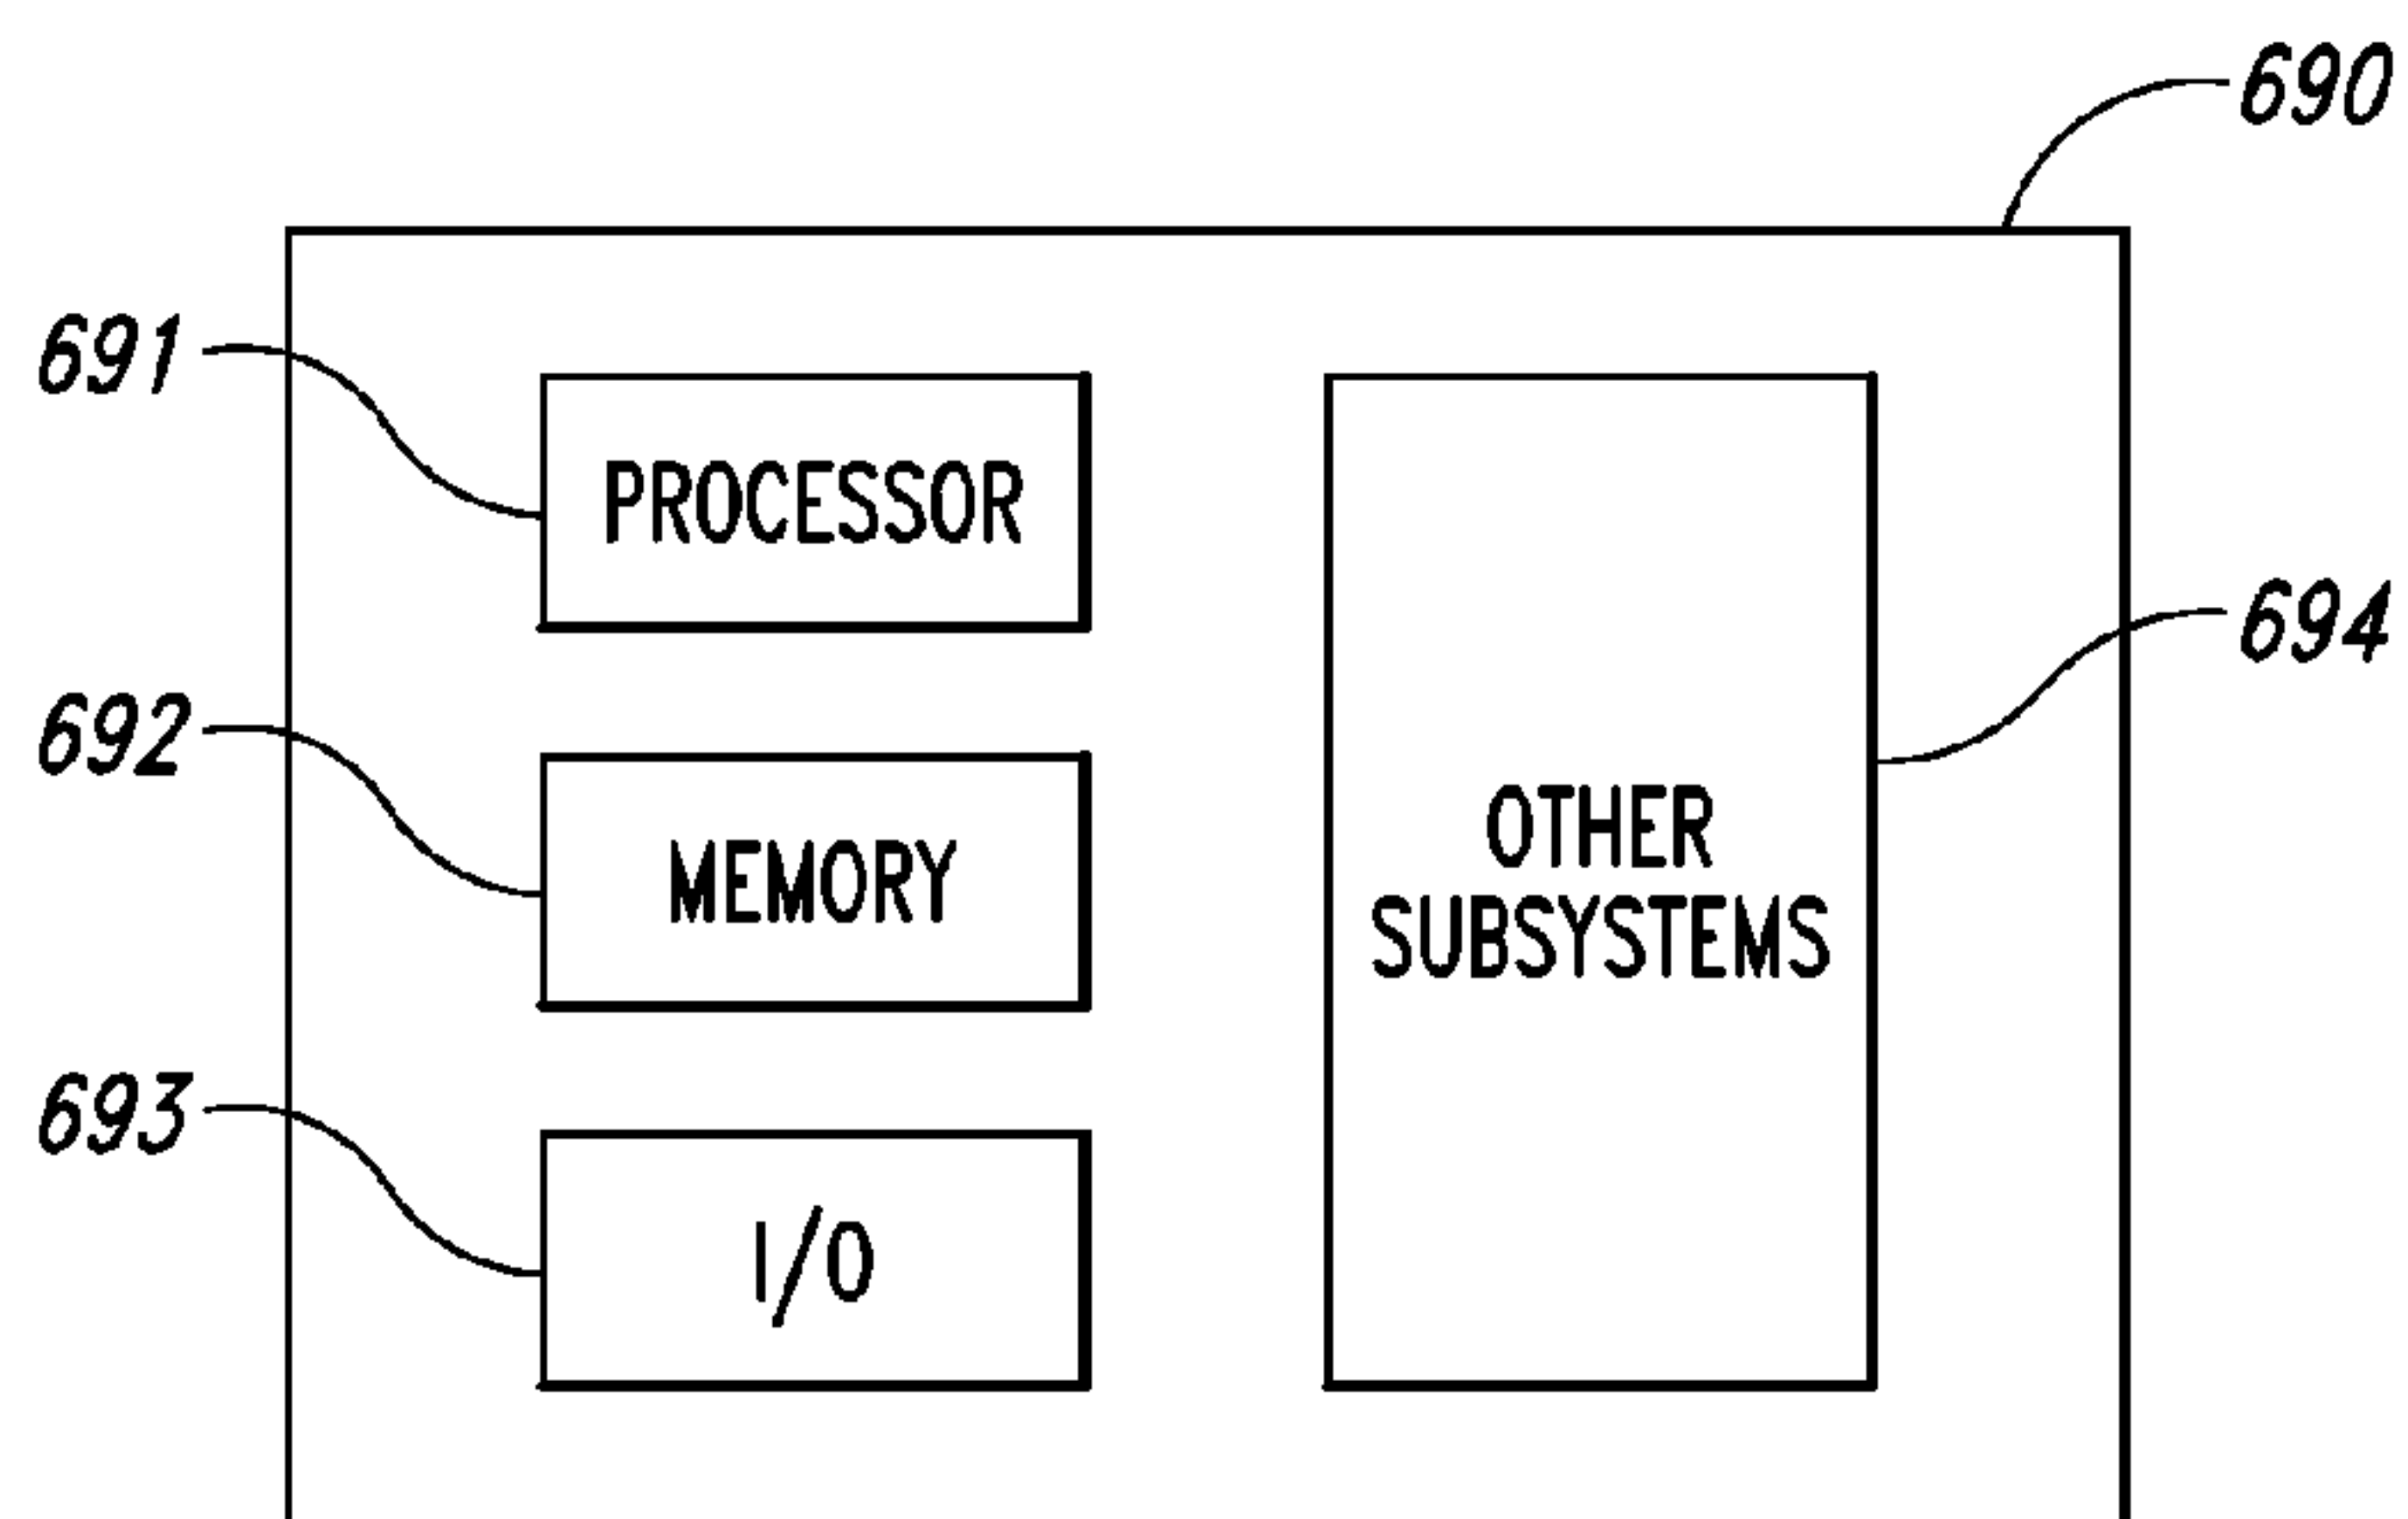 690
691
PROCESSOR
694
692
MEMORY
OTHER
SUBSYSTEMS
693
I/O